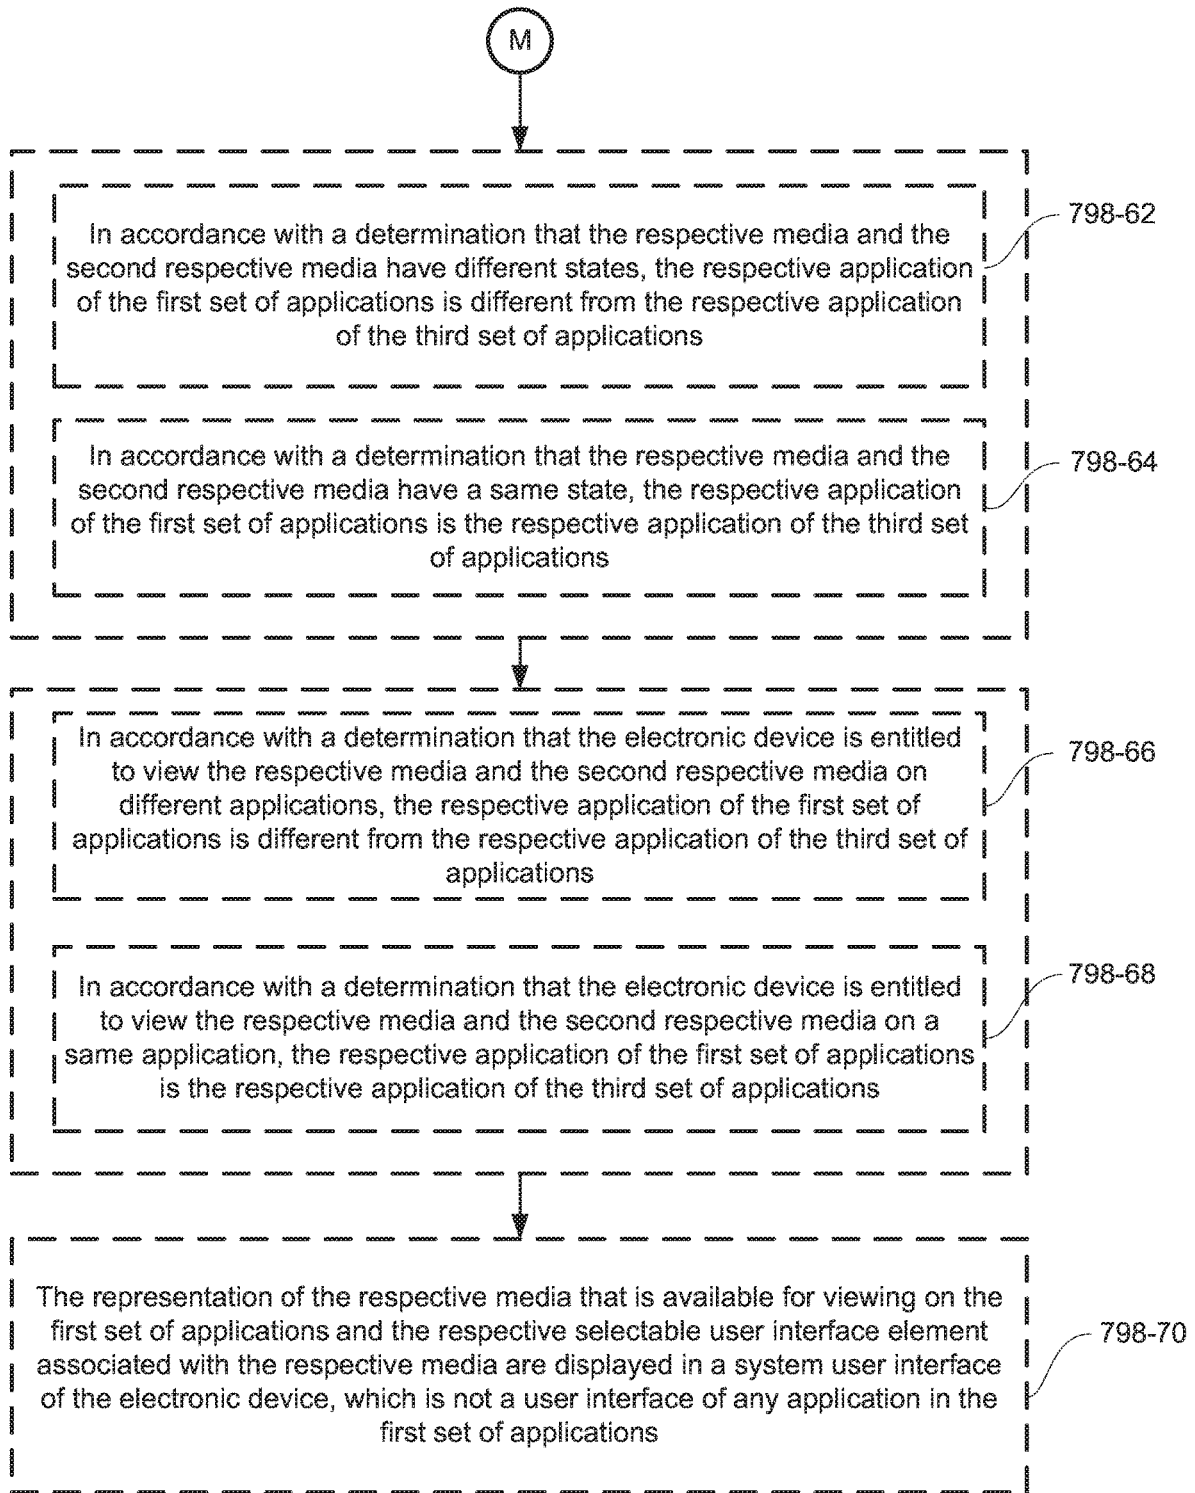 M
In accordance with a determination that the respective media and the
second respective media have different states, the respective application
of the first set of applications is different from the respective application
of the third set of applications
798-62
In accordance with a determination that the respective media and the
second respective media have a same state, the respective application
of the first set of applications is the respective application of the third set
of applications
798-64
In accordance with a determination that the electronic device is entitled
to view the respective media and the second respective media on
different applications, the respective application of the first set of
applications is different from the respective application of the third set of
applications
798-66
In accordance with a determination that the electronic device is entitled
to view the respective media and the second respective media on a
same application, the respective application of the first set of applications
is the respective application of the third set of applications
798-68
The representation of the respective media that is available for viewing on the
first set of applications and the respective selectable user interface element
associated with the respective media are displayed in a system user interface
of the electronic device, which is not a user interface of any application in the
first set of applications
798-70